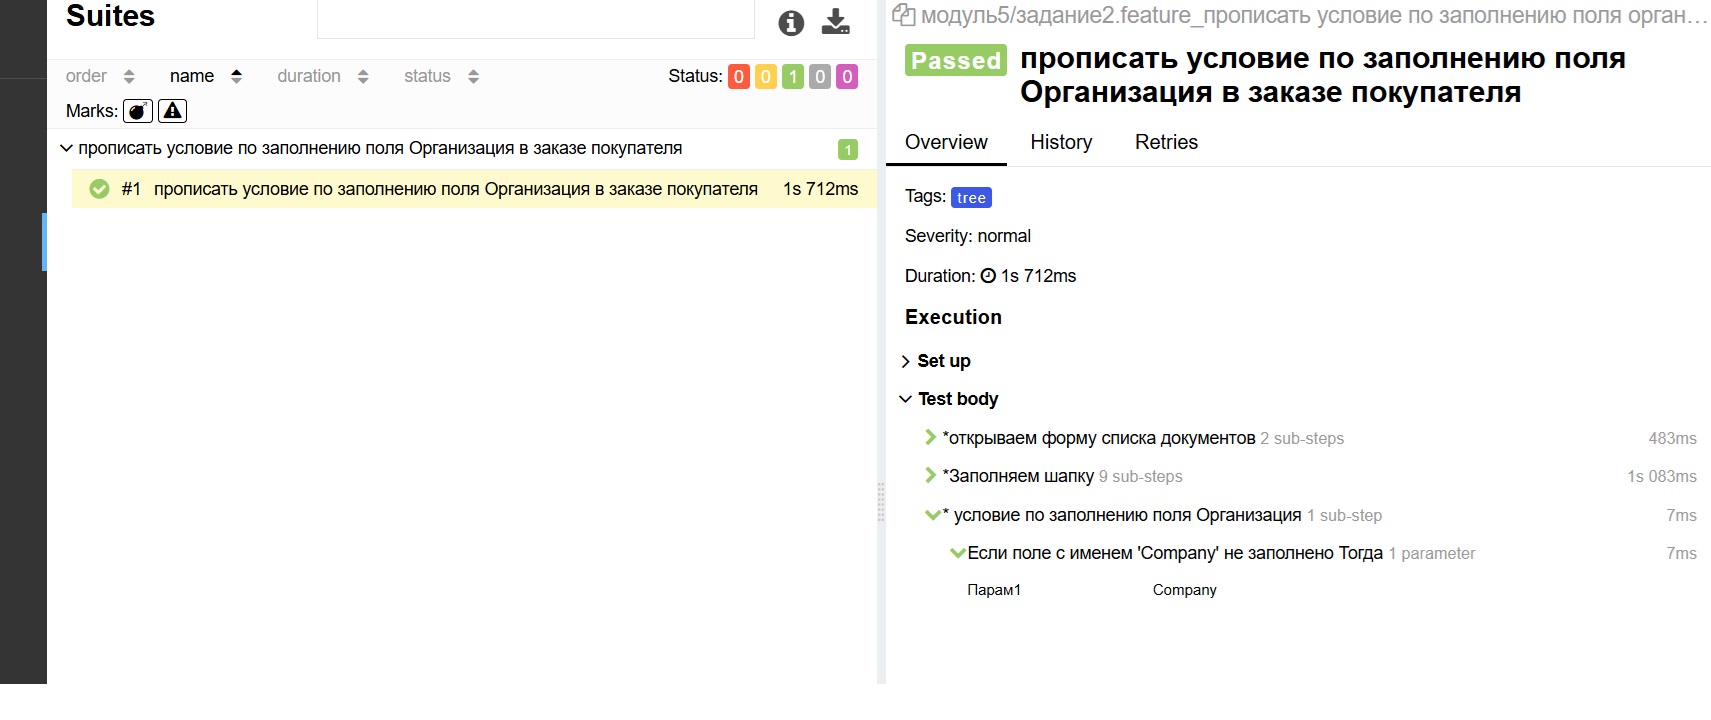 Suites
order name duration status Status: 0 0 1 0 0
Marks:
прописать условие по заполнению поля Организация в заказе покупателя 1
#1 прописать условие по заполнению поля Организация в заказе покупателя 1s 712ms
модуль5/задание2.feature_прописать условие по заполнению поля орган...
Passed прописать условие по заполнению поля
Организация в заказе покупателя
Overview History Retries
Tags: tree
Severity: normal
Duration: 1s 712ms
Execution
Set up
Test body
*открываем форму списка документов 2 sub-steps 483ms
*Заполняем шапку 9 sub-steps 1s 083ms
* условие по заполнению поля Организация 1 sub-step 7ms
Если поле с именем 'Company' не заполнено Тогда 1 parameter 7ms
Парам1 Company